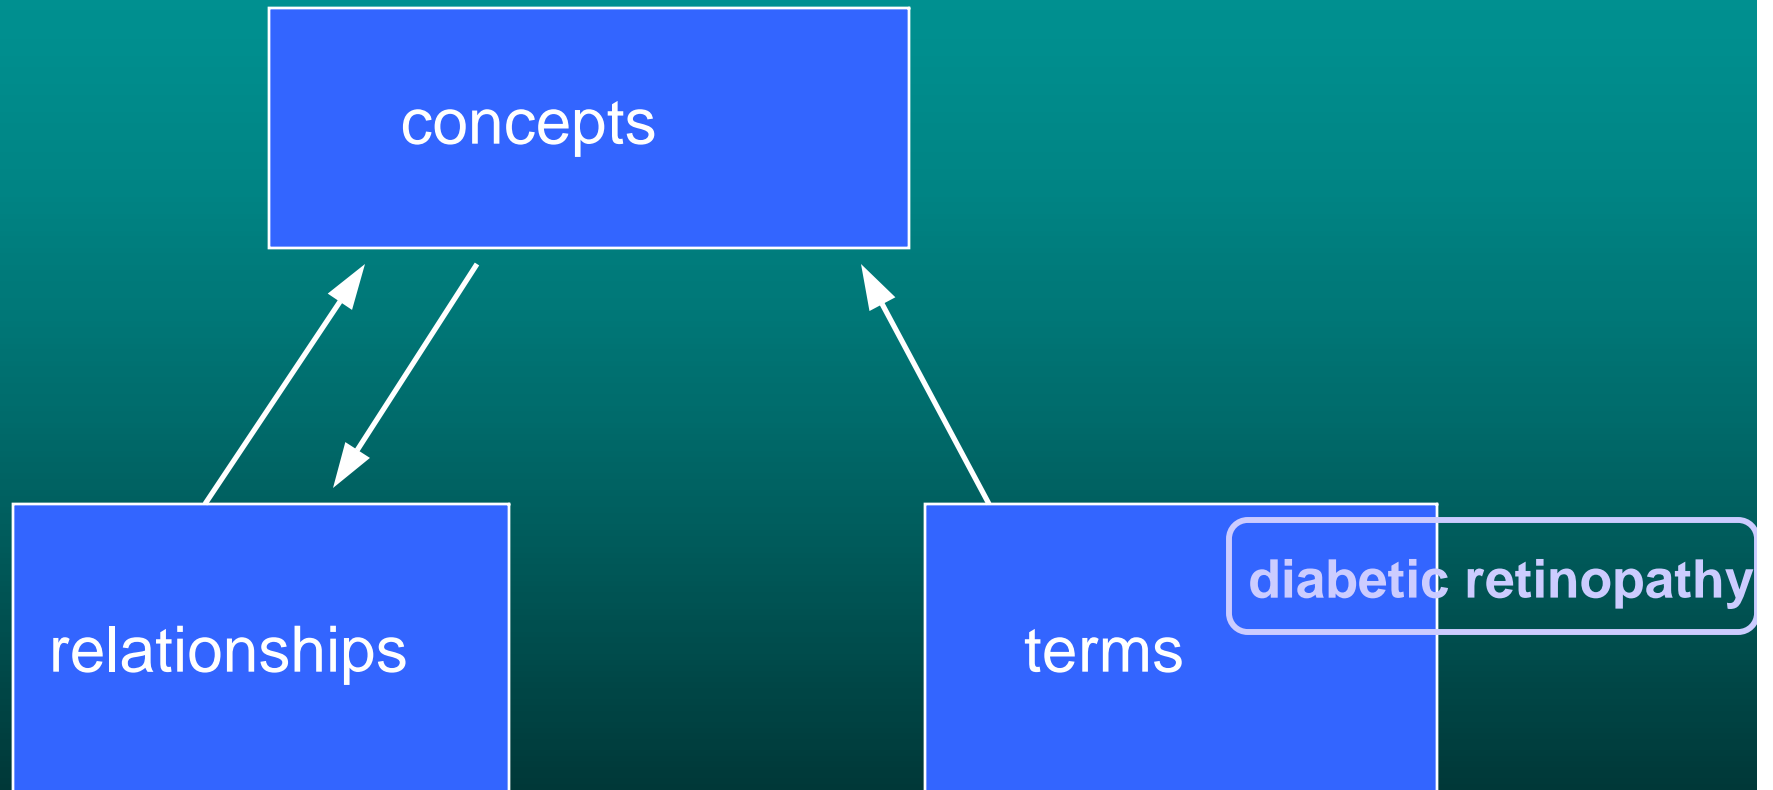 concepts
diabetic retinopathy
relationships
terms